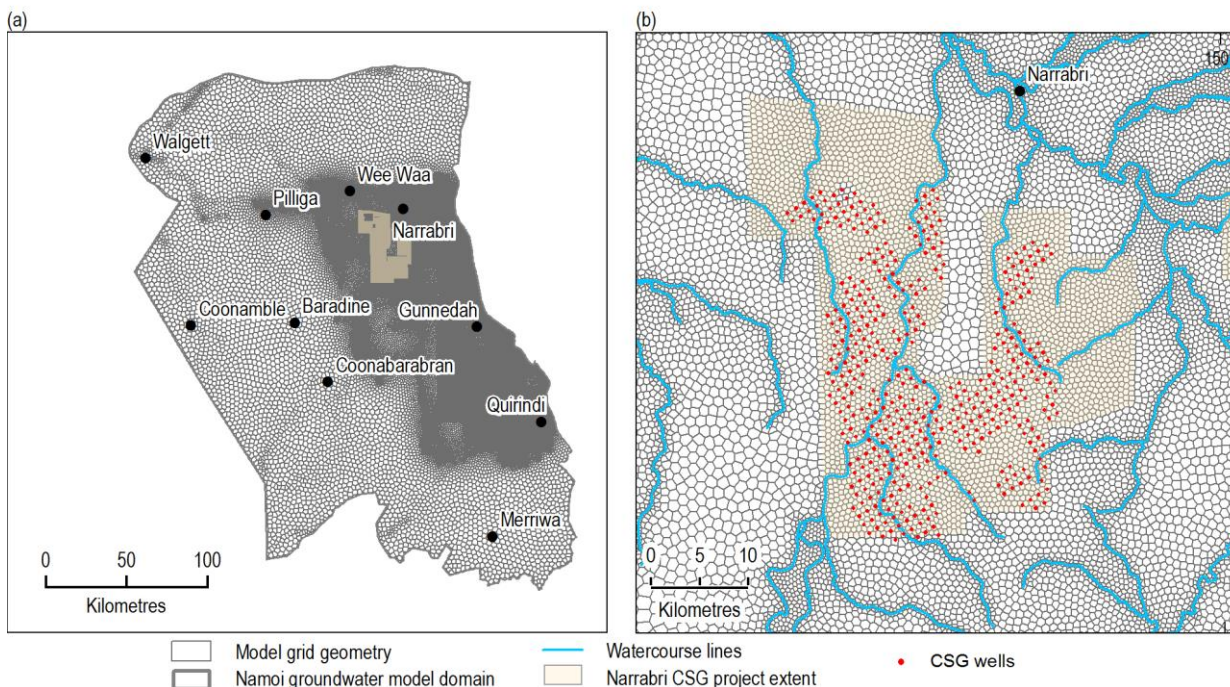 (a)
Walgett
Wee Waa
Pilliga
Narrabri
Coonamble
Baradine
Gunnedah
Coonabarabran
Quirindi
Merriwa
0 50 100
Kilometres
(b)
150
Narrabri
0 5 10
Kilometres
Model grid geometry
Watercourse lines
CSG wells
Namoi groundwater model domain
Narrabri CSG project extent